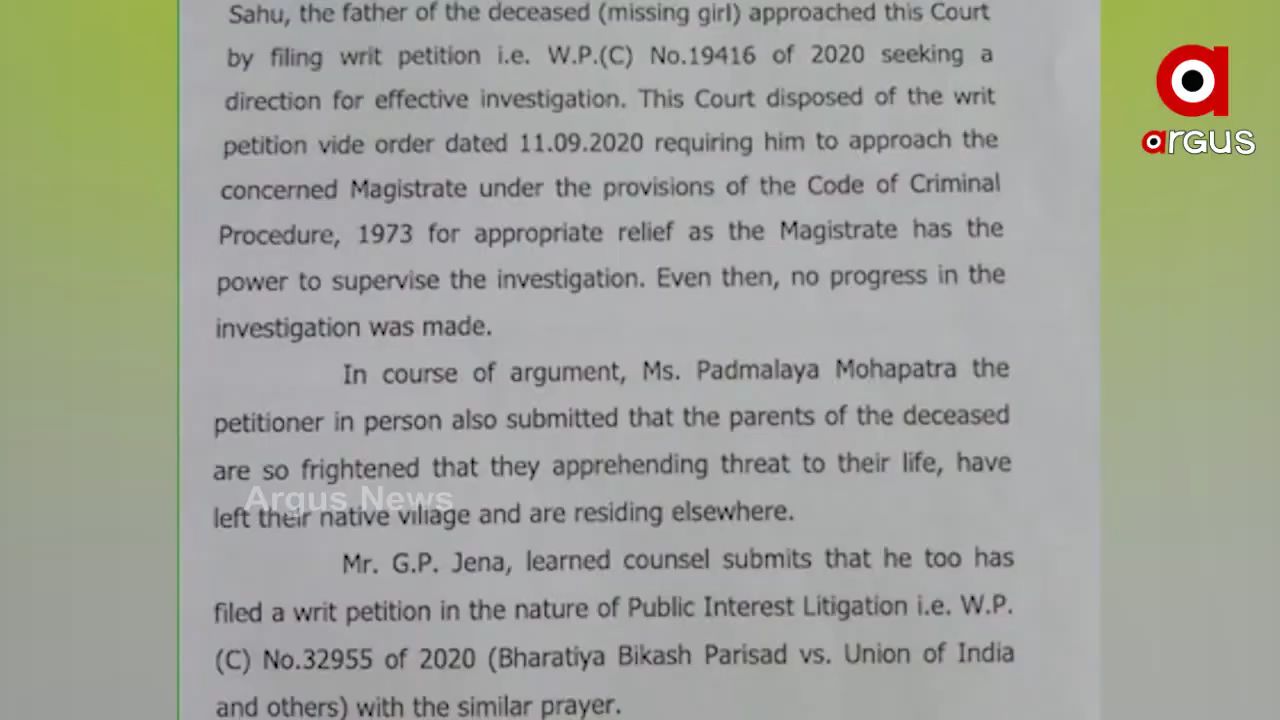 Sahu, the father of the deceased (missing girl) approached this Court
by filing writ petition i.e. W.P.(C) No.19416 of 2020 seeking a
direction for effective investigation. This Court disposed of the writ
petition vide order dated 11.09.2020 requiring him to approach the
concerned Magistrate under the provisions of the Code of Criminal
Procedure, 1973 for appropriate relief as the Magistrate has the
power to supervise the investigation. Even then, no progress in the
investigation was made.
In course of argument, Ms. Padmalaya Mohapatra the
petitioner in person also submitted that the parents of the deceased
are so frightened that they apprehending threat to their life, have
left their native village and are residing elsewhere.
Mr. G.P. Jena, learned counsel submits that he too has
filed a writ petition in the nature of Public Interest Litigation i.e. W.P.
(C) No.32955 of 2020 (Bharatiya Bikash Parisad vs. Union of India
and others) with the similar prayer.
Argus News
a
arGus